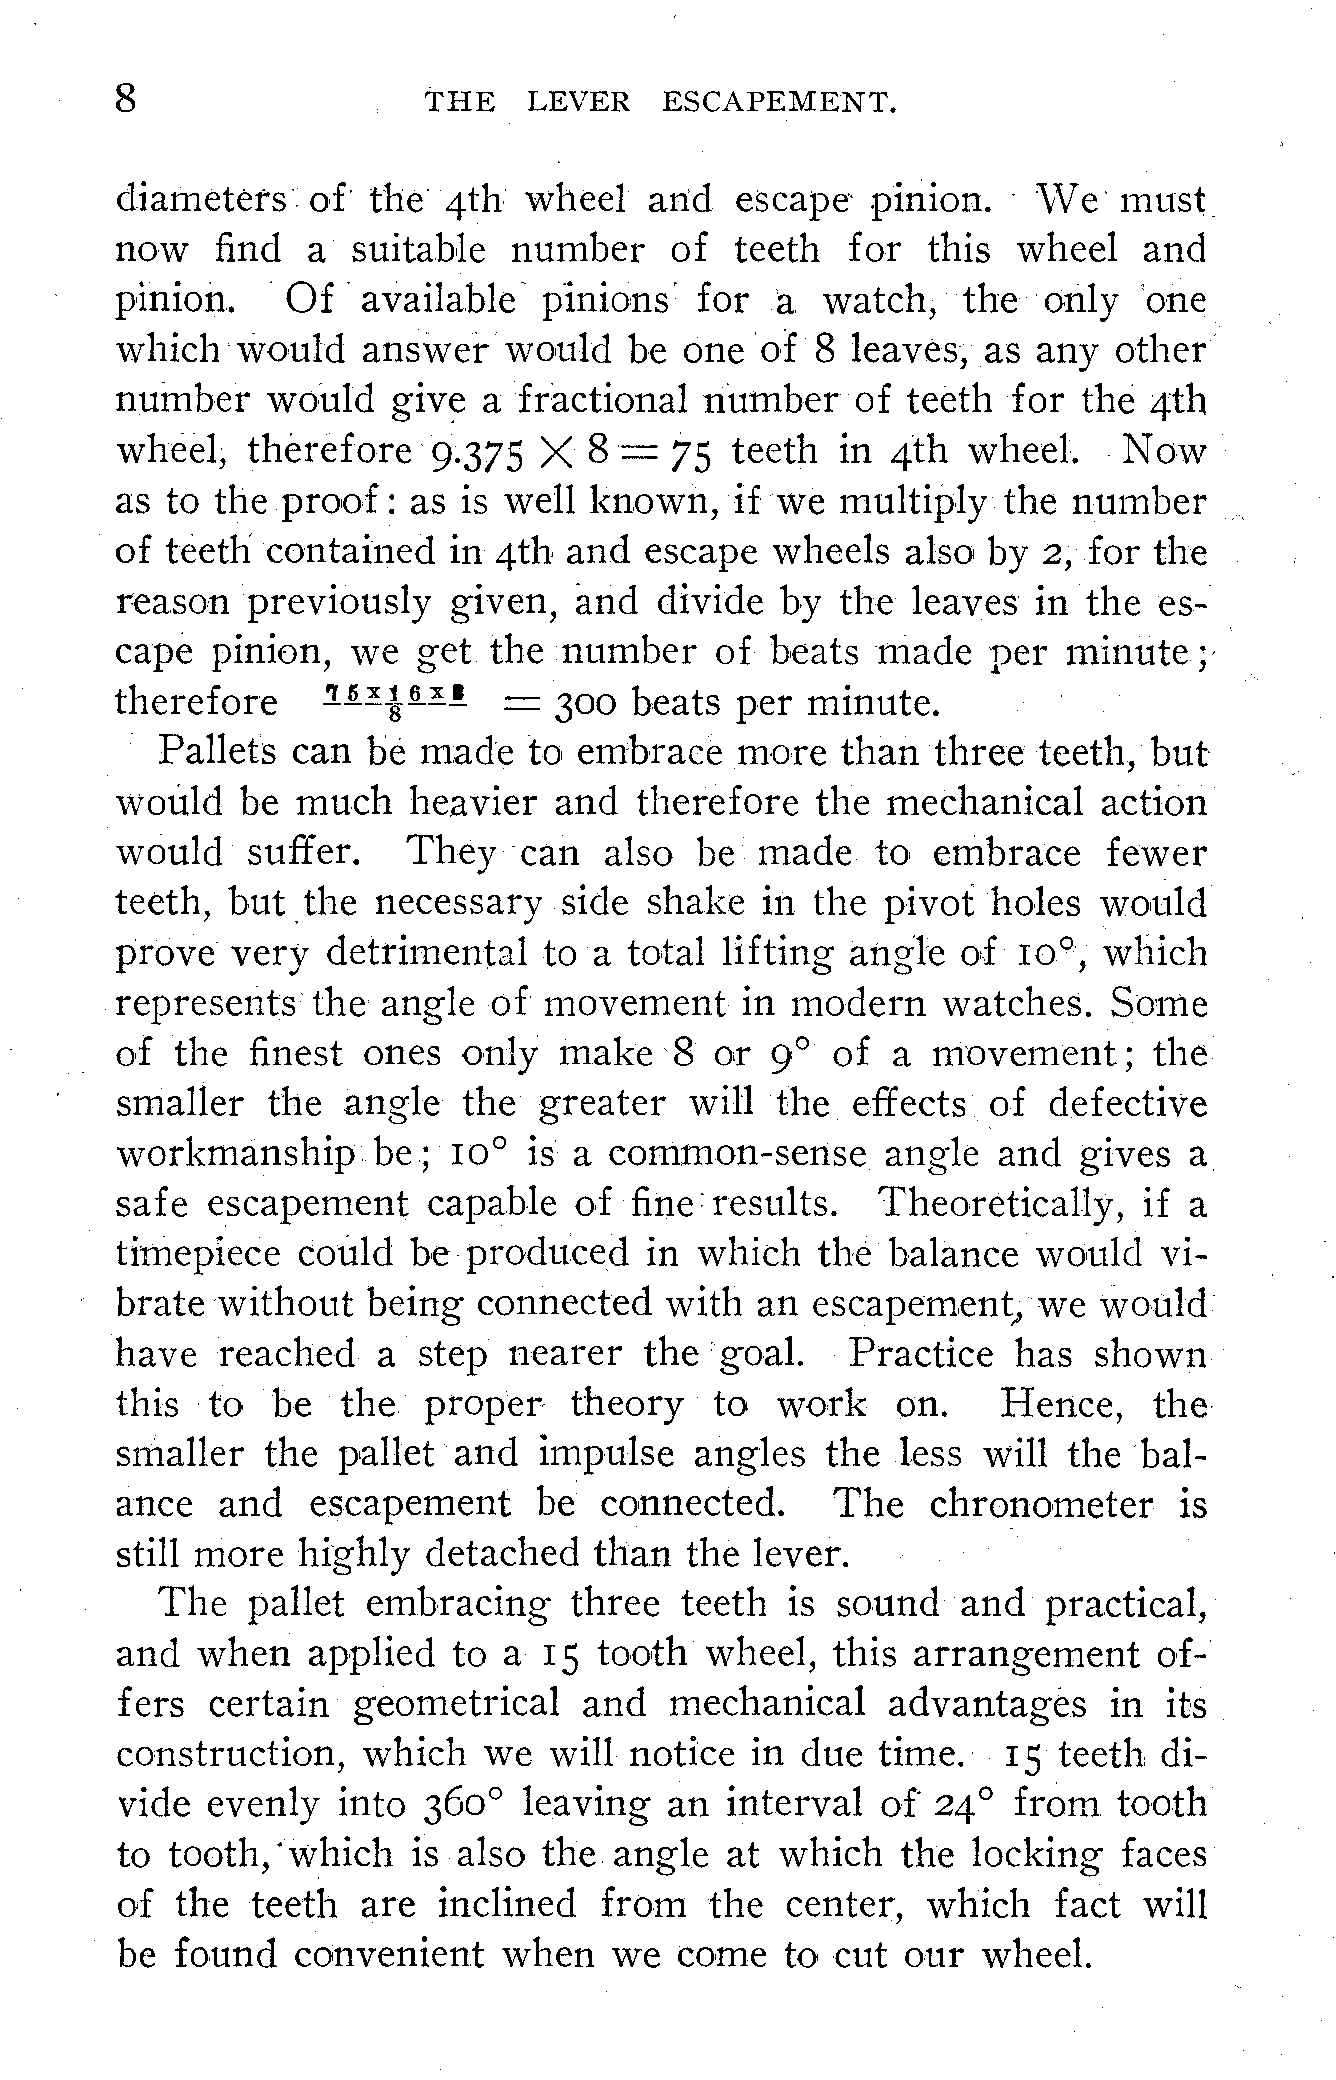 8 THE LEVER ESCAPEMENT.
diameters of the 4th wheel and escape pinion. We must
now find a suitable number of teeth for this wheel and
pinion. Of available pinions for a watch, the only one
which would answer would be one of 8 leaves, as any other
number would give a fractional number of teeth for the 4th
wheel, therefore 9.375 × 8 = 75 teeth in 4th wheel. Now
as to the proof: as is well known, if we multiply the number
of teeth contained in 4th and escape wheels also by 2, for the
reason previously given, and divide by the leaves in the es-
cape pinion, we get the number of beats made per minute;
therefore 75×16×2/8 = 300 beats per minute.
Pallets can be made to embrace more than three teeth, but
would be much heavier and therefore the mechanical action
would suffer. They can also be made to embrace fewer
teeth, but the necessary side shake in the pivot holes would
prove very detrimental to a total lifting angle of 10°, which
represents the angle of movement in modern watches. Some
of the finest ones only make 8 or 9° of a movement; the
smaller the angle the greater will the effects of defective
workmanship be; 10° is a common-sense angle and gives a
safe escapement capable of fine results. Theoretically, if a
timepiece could be produced in which the balance would vi-
brate without being connected with an escapement, we would
have reached a step nearer the goal. Practice has shown
this to be the proper theory to work on. Hence, the
smaller the pallet and impulse angles the less will the bal-
ance and escapement be connected. The chronometer is
still more highly detached than the lever.
The pallet embracing three teeth is sound and practical,
and when applied to a 15 tooth wheel, this arrangement of-
fers certain geometrical and mechanical advantages in its
construction, which we will notice in due time. 15 teeth di-
vide evenly into 360° leaving an interval of 24° from tooth
to tooth, which is also the angle at which the locking faces
of the teeth are inclined from the center, which fact will
be found convenient when we come to cut our wheel.